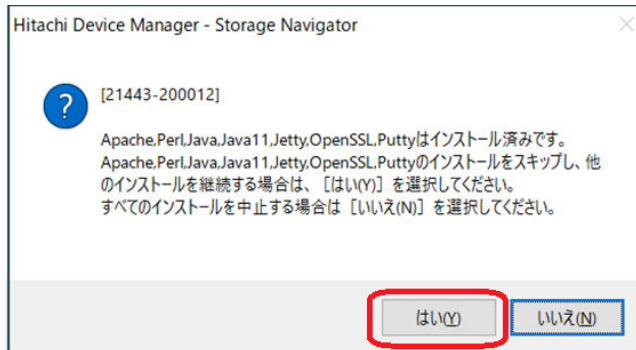 Hitachi Device Manager - Storage Navigator
[21443-200012]
Apache,Perl,Java,Java11,Jetty,OpenSSL,Puttyはインストール済みです。
Apache,Perl,Java,Java11,Jetty,OpenSSL,Puttyのインストールをスキップし、他
のインストールを継続する場合は、［はい(Y)］を選択してください。
すべてのインストールを中止する場合は［いいえ(N)］を選択してください。
はい(Y)
いいえ(N)